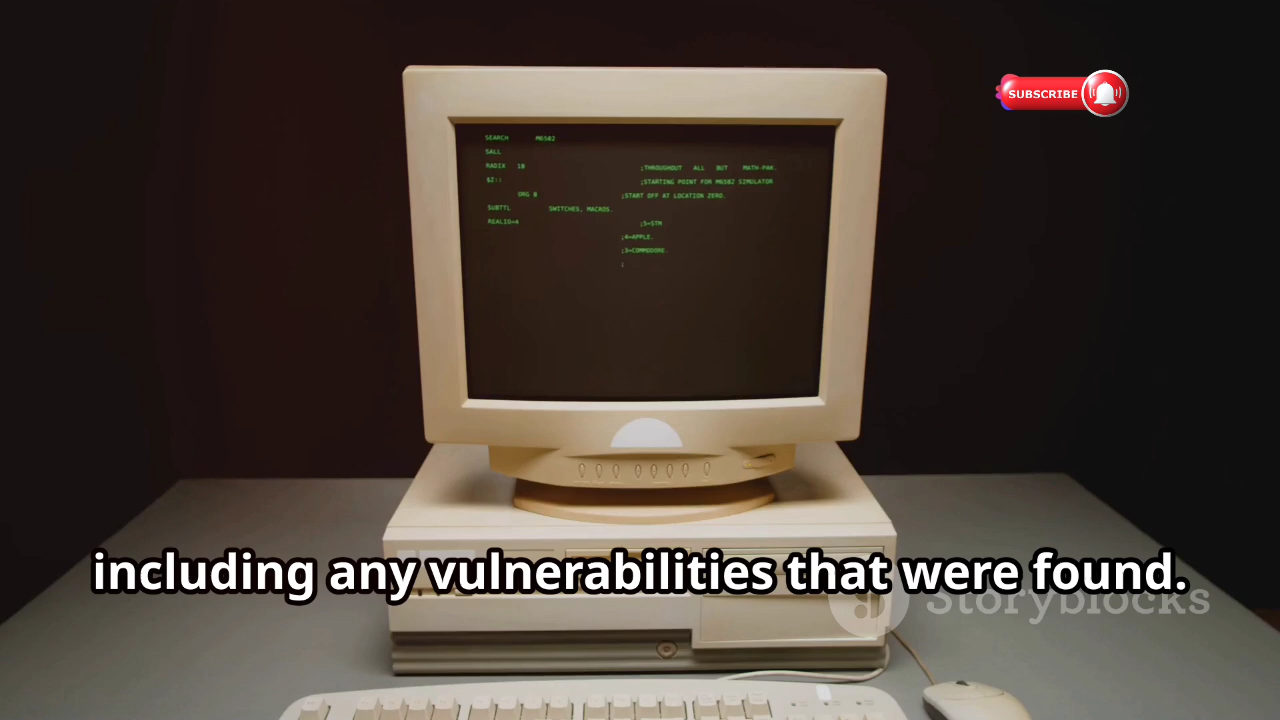 SUBSCRIBE
SEARCH M6502
SALL
RADIX 10 ;THROUGHOUT ALL BUT MATH-PAK.
$Z:: ;STARTING POINT FOR M6502 SIMULATOR
ORG 0 ;START OFF AT LOCATION ZERO.
SUBTTL SWITCHES, MACROS.
REALIO=4 ;5=STM
;4=APPLE.
;3=COMMODORE.
;
including any vulnerabilities that were found.
Storyblocks